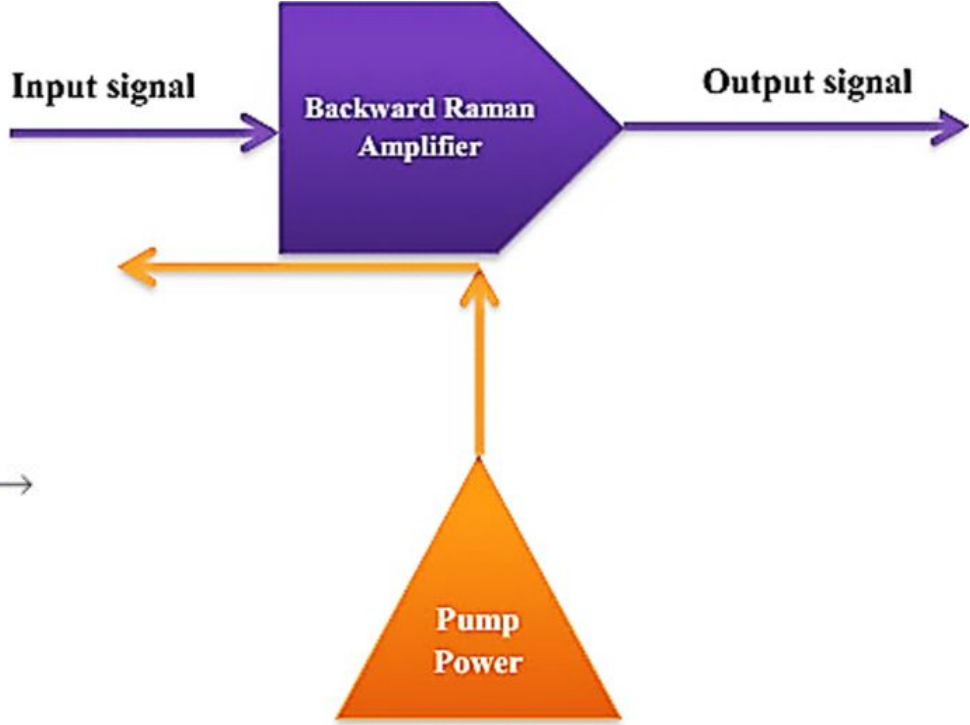 Input signal
Output signal
Backward Raman
Amplifier
Pump
Power